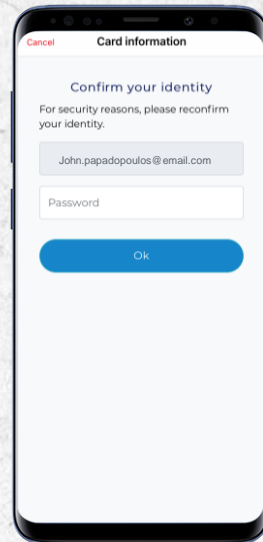 Cancel Card information
Confirm your identity
For security reasons, please reconfirm
your identity.
John.papadopoulos@email.com
Password
Ok